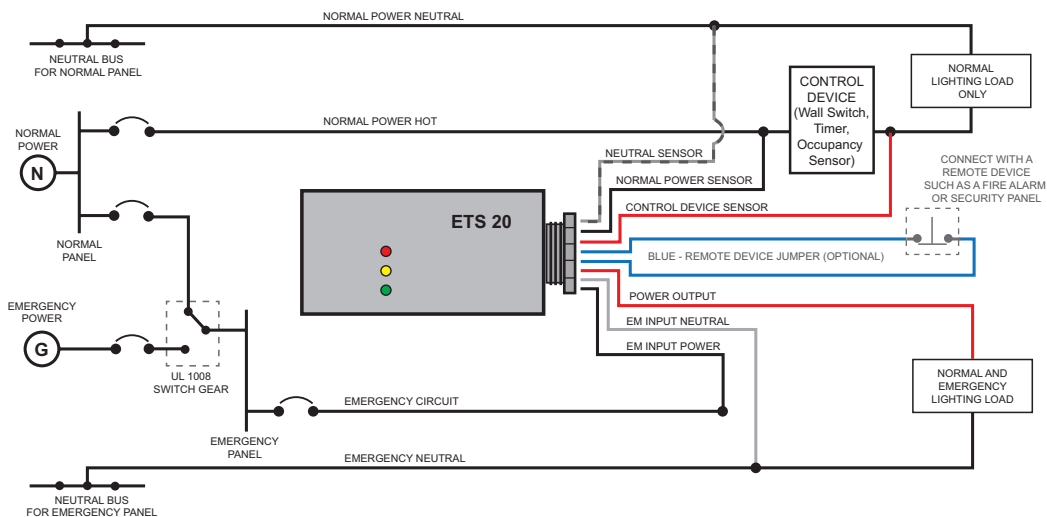 NORMAL POWER NEUTRAL
NEUTRAL BUS
FOR NORMAL PANEL
NORMAL
LIGHTING LOAD
ONLY
CONTROL
DEVICE
(Wall Switch,
Timer,
Occupancy
Sensor)
NORMAL
POWER
N
NORMAL POWER HOT
NEUTRAL SENSOR
NORMAL POWER SENSOR
CONTROL DEVICE SENSOR
CONNECT WITH A
REMOTE DEVICE
SUCH AS A FIRE ALARM
OR SECURITY PANEL
ETS 20
NORMAL
PANEL
BLUE - REMOTE DEVICE JUMPER (OPTIONAL)
POWER OUTPUT
EM INPUT NEUTRAL
EM INPUT POWER
EMERGENCY
POWER
G
UL 1008
SWITCH GEAR
NORMAL AND
EMERGENCY
LIGHTING LOAD
EMERGENCY CIRCUIT
EMERGENCY
PANEL
EMERGENCY NEUTRAL
NEUTRAL BUS
FOR EMERGENCY PANEL